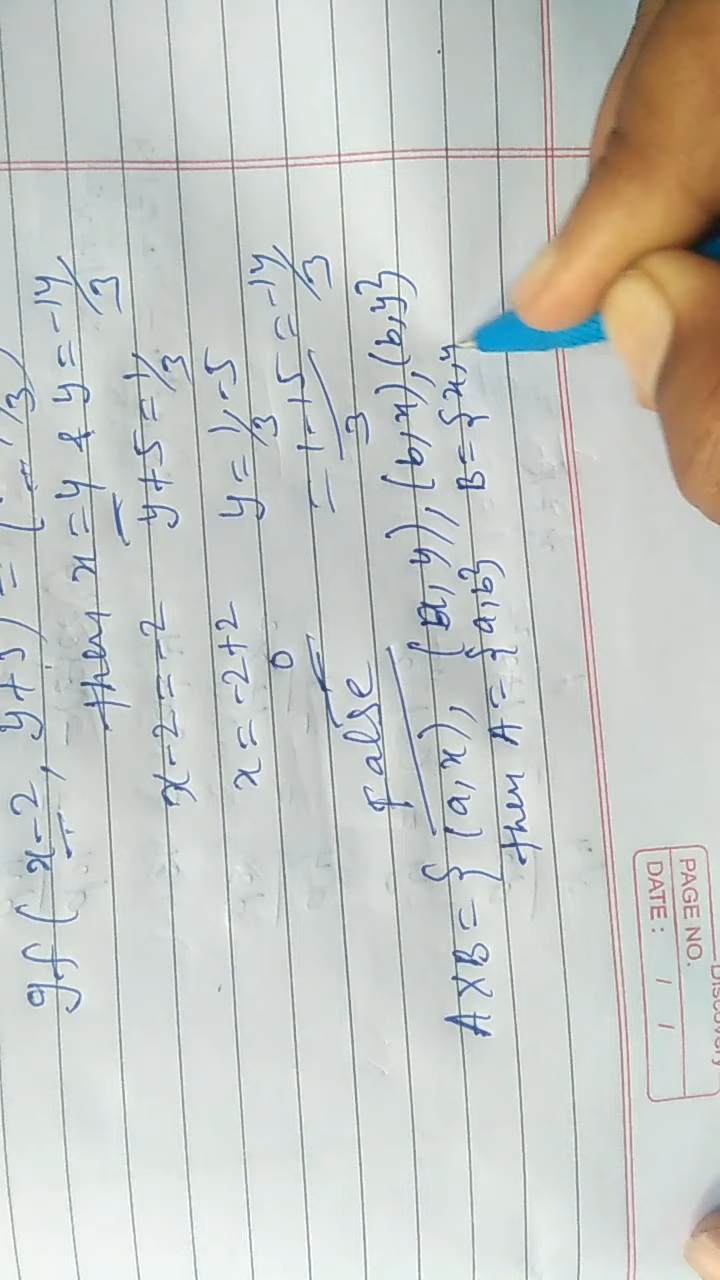 If (x-2, y+5) = (-2, 1/3)
then x=4 & y=-14/3
x-2=-2 y+5=1/3
x=-2+2 y=1/3-5
0 =1-15/3=-14/3
False
A×B={(a,x), (a,y), (b,x),(b,y)}
then A={a,b} B={x,y
PAGE NO.
DATE: / /